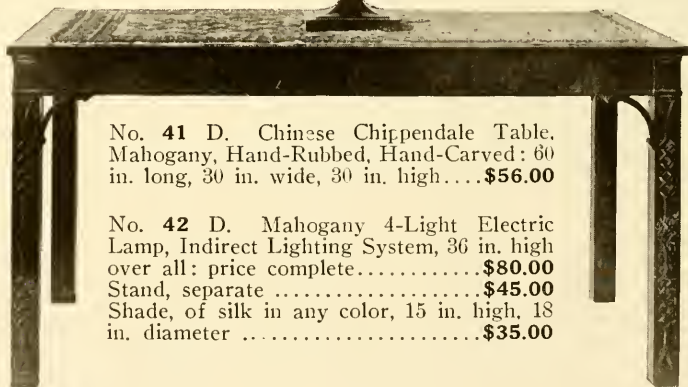 No. 41 D. Chinese Chippendale Table,
Mahogany, Hand-Rubbed, Hand-Carved: 60
in. long, 30 in. wide, 30 in. high....$56.00
No. 42 D. Mahogany 4-Light Electric
Lamp, Indirect Lighting System, 36 in. high
over all: price complete............$80.00
Stand, separate ....................$45.00
Shade, of silk in any color, 15 in. high, 18
in. diameter .......................$35.00